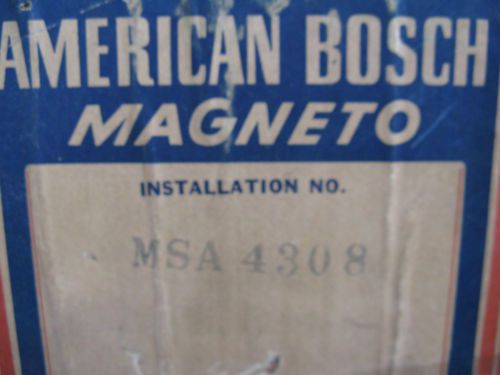 AMERICAN BOSCH
MAGNETO
INSTALLATION NO.
MSA 4308